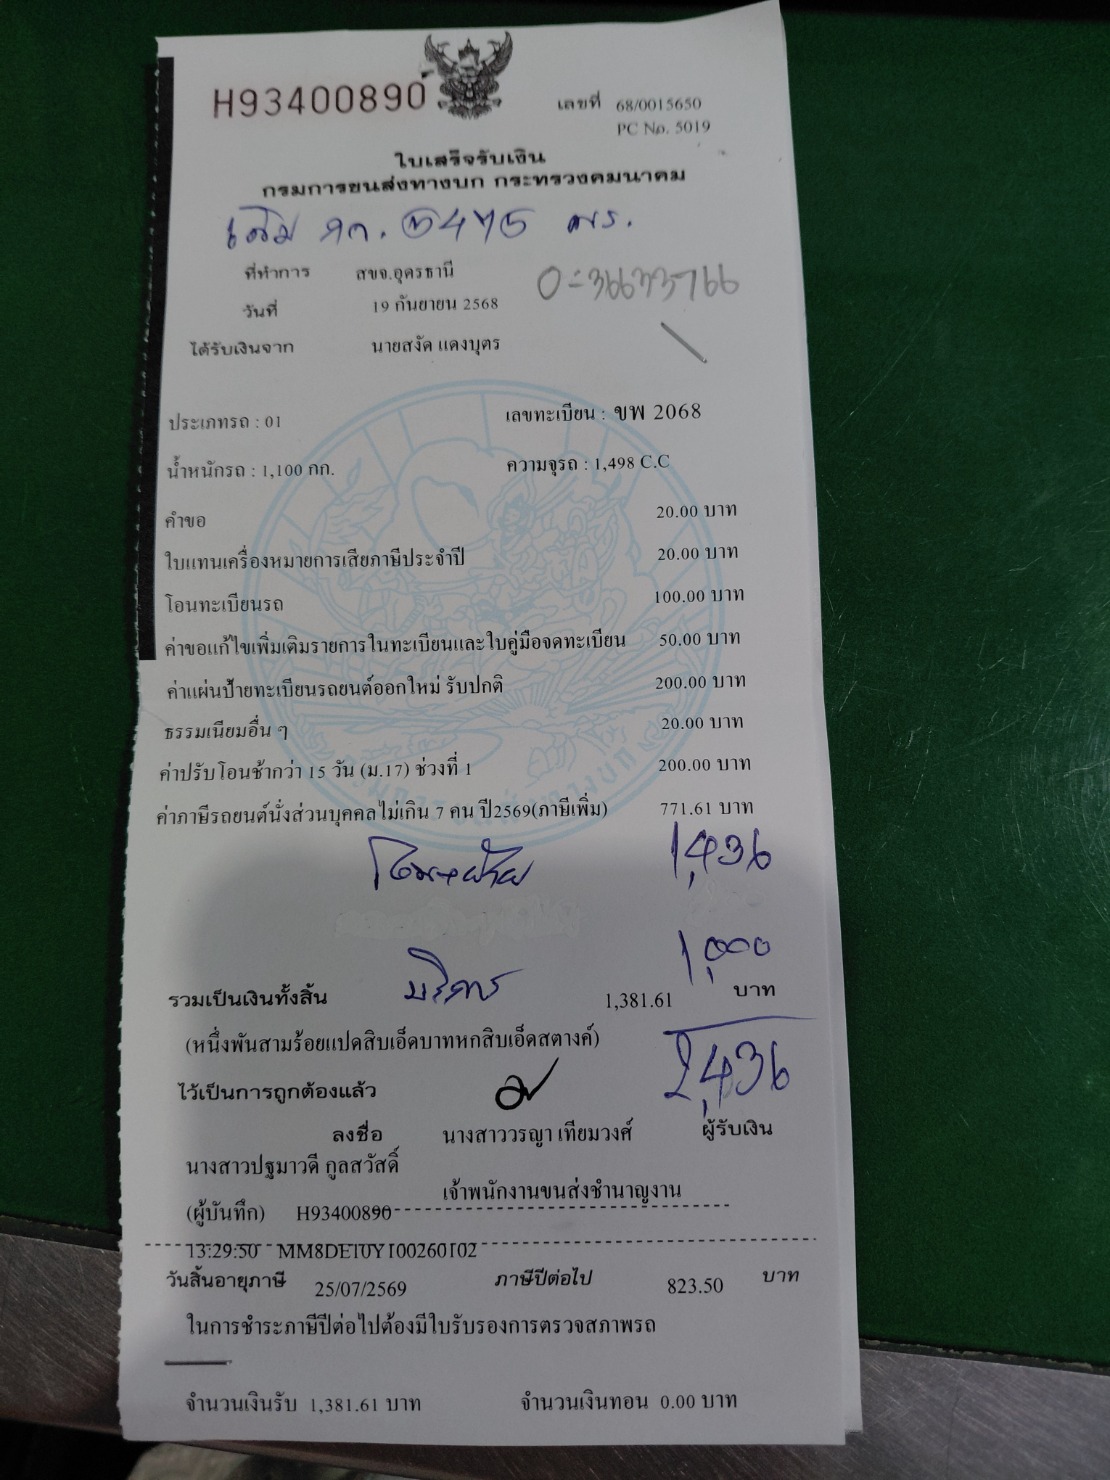 H93400890
เลขที่ 68/0015650
PC No. 5019
ใบเสร็จรับเงิน
กรมการขนส่งทางบก กระทรวงคมนาคม
เดิม กก. 5475
ที่ทำการ สขจ.อุดรธานี
วันที่ 19 กันยายน 2568
ได้รับเงินจาก นายสงัด แดงบุตร
ประเภทรถ : 01 เลขทะเบียน : ขพ 2068
น้ำหนักรถ : 1,100 กก. ความจุรถ : 1,498 C.C
คำขอ 20.00 บาท
ใบแทนเครื่องหมายการเสียภาษีประจำปี 20.00 บาท
โอนทะเบียนรถ 100.00 บาท
ค่าขอแก้ไขเพิ่มเติมรายการในทะเบียนและใบคู่มือจดทะเบียน 50.00 บาท
ค่าแผ่นป้ายทะเบียนรถยนต์ออกใหม่ รับปกติ 200.00 บาท
ธรรมเนียมอื่น ๆ 20.00 บาท
ค่าปรับโอนช้ากว่า 15 วัน (ม.17) ช่วงที่ 1 200.00 บาท
ค่าภาษีรถยนต์นั่งส่วนบุคคลไม่เกิน 7 คน ปี2569(ภาษีเพิ่ม) 771.61 บาท
โอน+ย้าย 1,436
บริการ 1,000
รวมเป็นเงินทั้งสิ้น 1,381.61 บาท
(หนึ่งพันสามร้อยแปดสิบเอ็ดบาทหกสิบเอ็ดสตางค์)
2,436
ไว้เป็นการถูกต้องแล้ว
ลงชื่อ นางสาววรญา เทียมวงศ์ ผู้รับเงิน
นางสาวปฐมาวดี กูลสวัสดิ์
เจ้าพนักงานขนส่งชำนาญงาน
(ผู้บันทึก) H93400890
13:29:50 MM8DE10Y100260102
วันสิ้นอายุภาษี 25/07/2569 ภาษีปีต่อไป 823.50 บาท
ในการชำระภาษีปีต่อไปต้องมีใบรับรองการตรวจสภาพรถ
จำนวนเงินรับ 1,381.61 บาท จำนวนเงินทอน 0.00 บาท